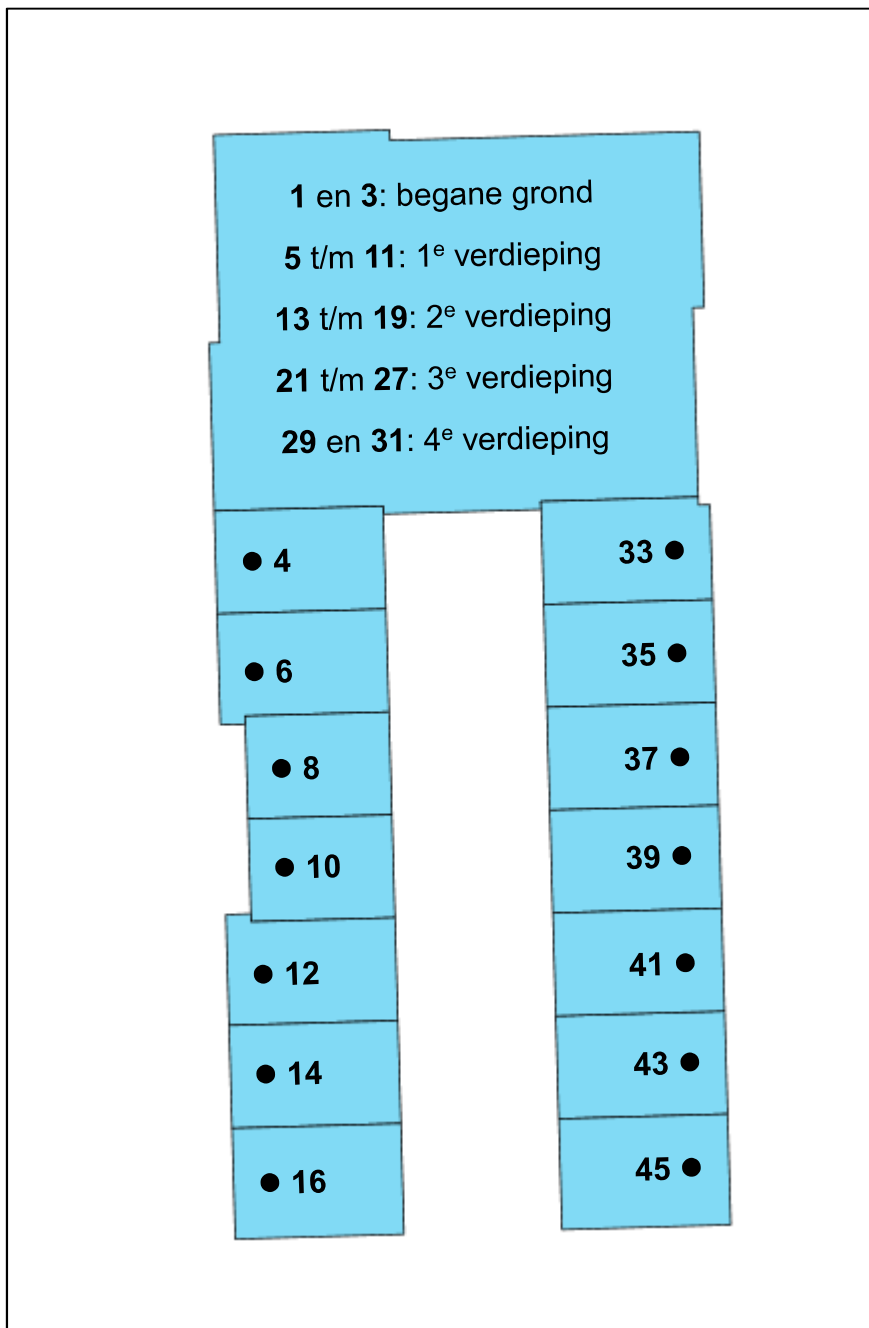 1 en 3: begane grond
5 t/m 11: 1e verdieping
13 t/m 19: 2e verdieping
21 t/m 27: 3e verdieping
29 en 31: 4e verdieping
4
33
6
35
8
37
10
39
12
41
14
43
16
45